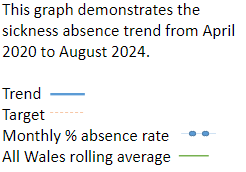 This graph demonstrates the
sickness absence trend from April
2020 to August 2024.
Trend
Target
Monthly % absence rate
All Wales rolling average